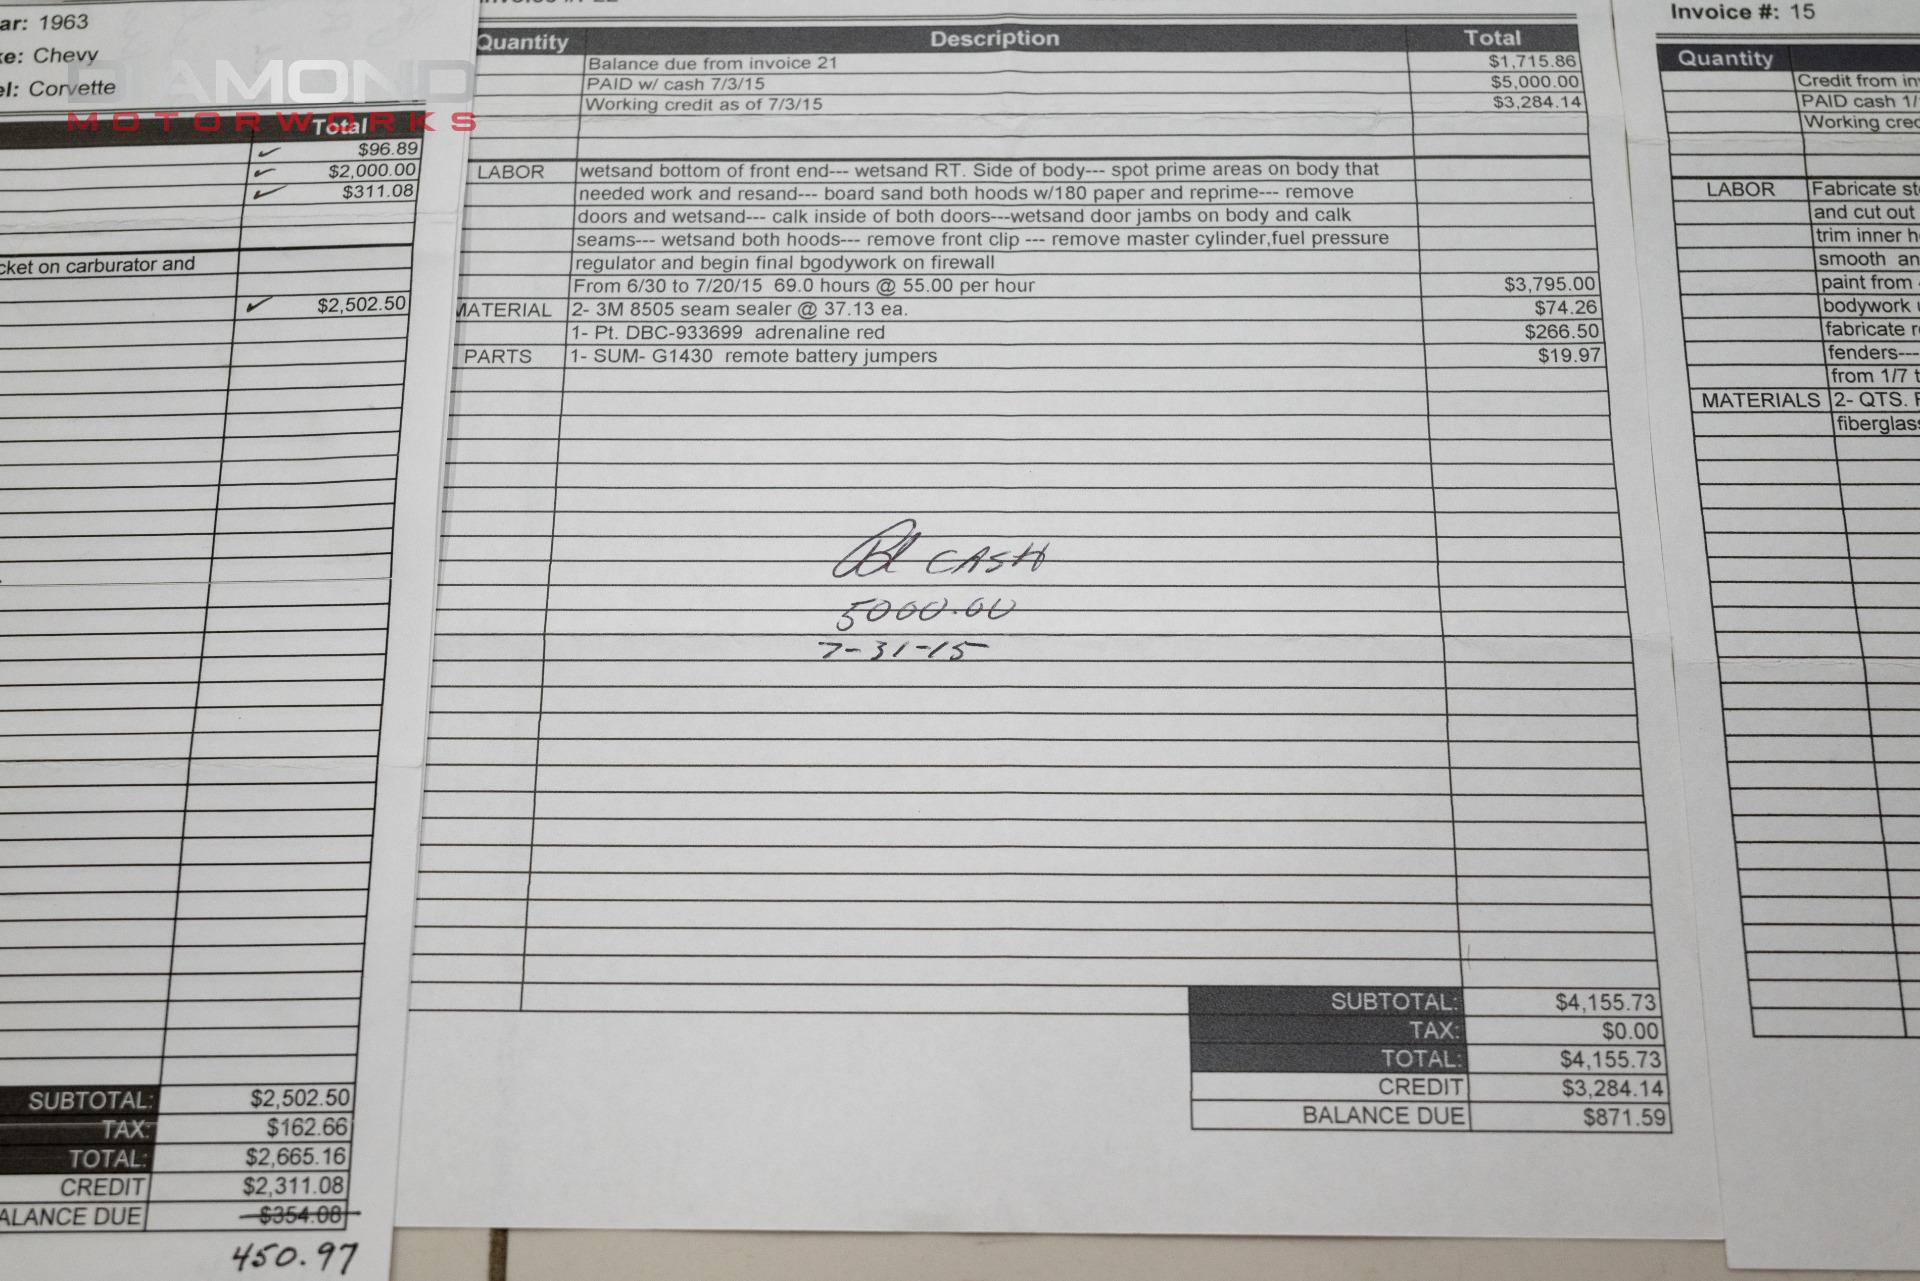 ar: 1963
ke: Chevy
el: Corvette
DIAMOND
MOTORWORKS
Total
$96.89
$2,000.00
$311.08
cket on carburator and
$2,502.50
SUBTOTAL: $2,502.50
TAX: $162.66
TOTAL: $2,665.16
CREDIT $2,311.08
ALANCE DUE $354.08
450.97
Quantity Description Total
Balance due from invoice 21 $1,715.86
PAID w/ cash 7/3/15 $5,000.00
Working credit as of 7/3/15 $3,284.14
LABOR wetsand bottom of front end--- wetsand RT. Side of body--- spot prime areas on body that
needed work and resand--- board sand both hoods w/180 paper and reprime--- remove
doors and wetsand--- calk inside of both doors---wetsand door jambs on body and calk
seams--- wetsand both hoods--- remove front clip --- remove master cylinder,fuel pressure
regulator and begin final bgodywork on firewall
From 6/30 to 7/20/15 69.0 hours @ 55.00 per hour $3,795.00
MATERIAL 2- 3M 8505 seam sealer @ 37.13 ea. $74.26
1- Pt. DBC-933699 adrenaline red $266.50
PARTS 1- SUM- G1430 remote battery jumpers $19.97
CASH
5000.00
7-31-15
SUBTOTAL: $4,155.73
TAX: $0.00
TOTAL: $4,155.73
CREDIT $3,284.14
BALANCE DUE $871.59
Invoice #: 15
Quantity
Credit from in
PAID cash 1/
Working cred
LABOR Fabricate st
and cut out
trim inner h
smooth an
paint from
bodywork
fabricate r
fenders---
from 1/7 t
MATERIALS 2- QTS. F
fiberglas